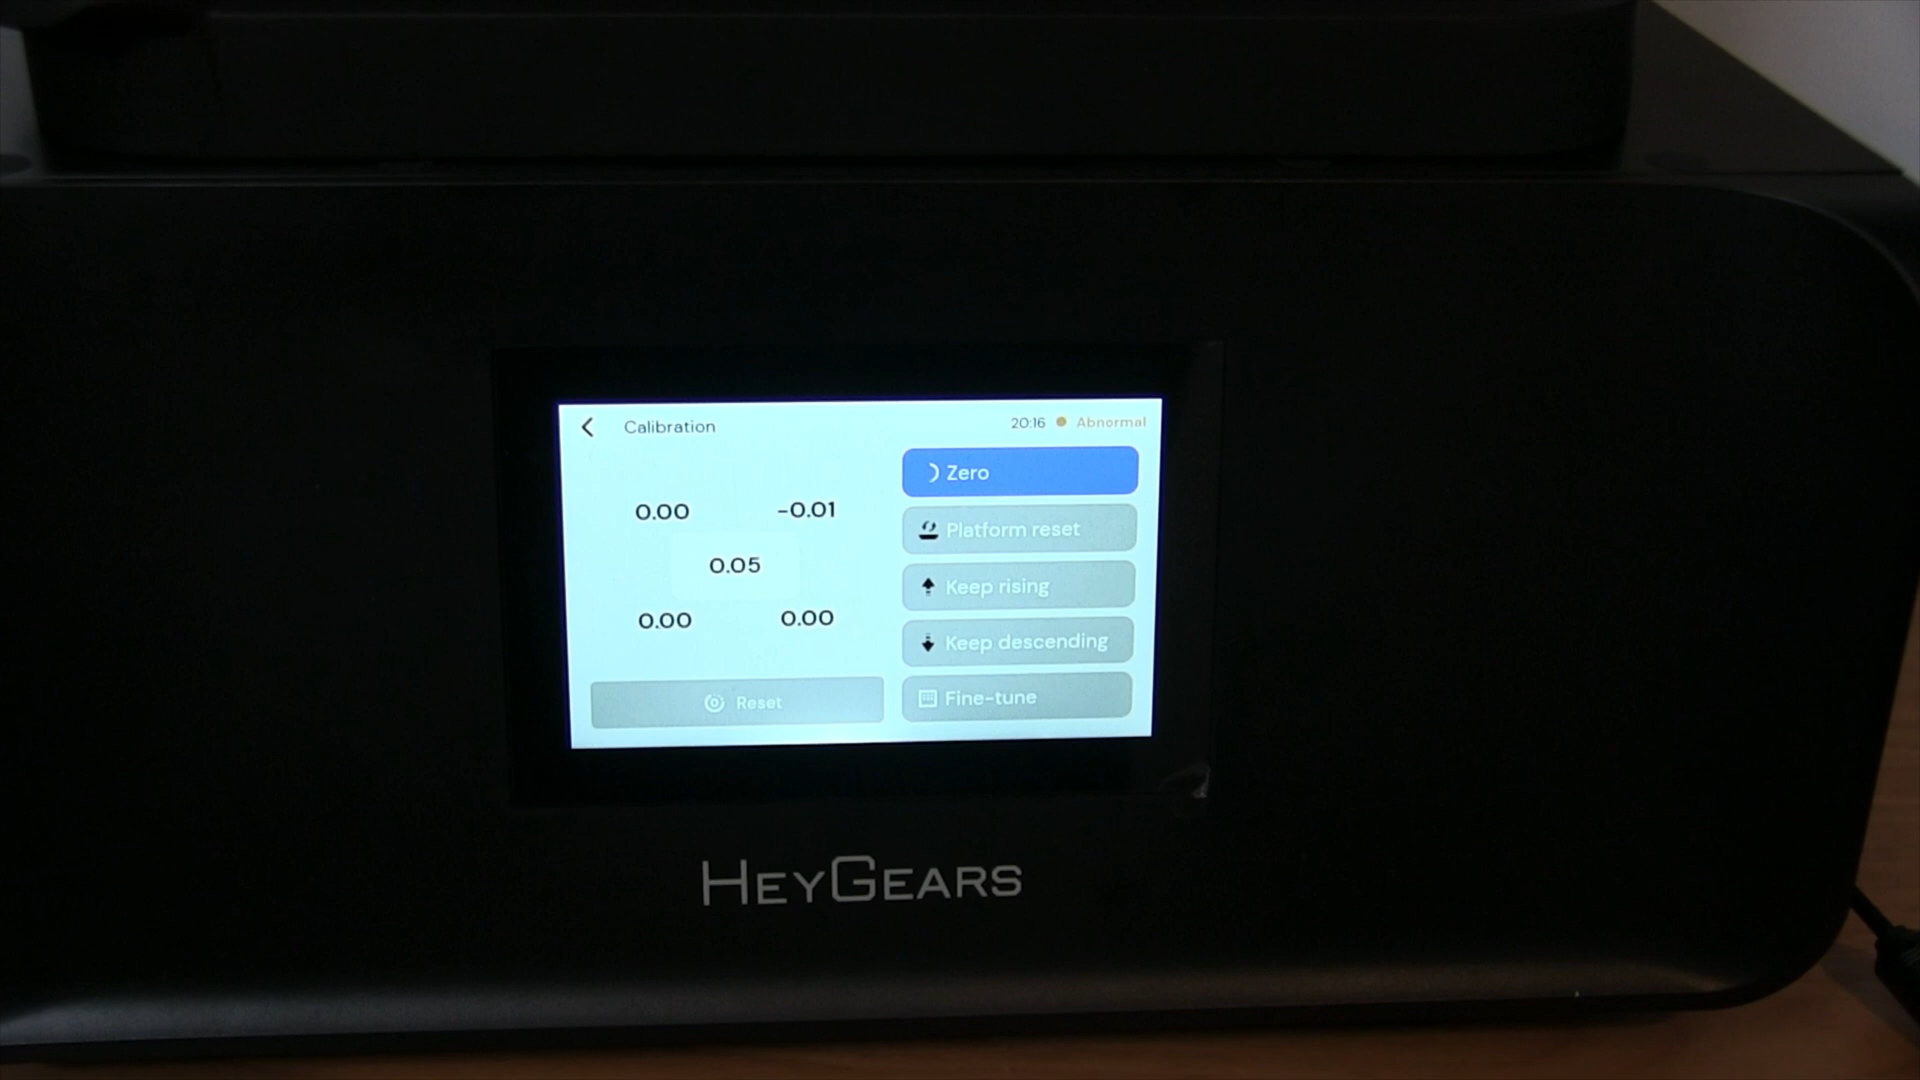 Calibration
20:16 Abnormal
0.00 -0.01
0.05
0.00 0.00
Reset
Zero
Platform reset
Keep rising
Keep descending
Fine-tune
HEYGEARS